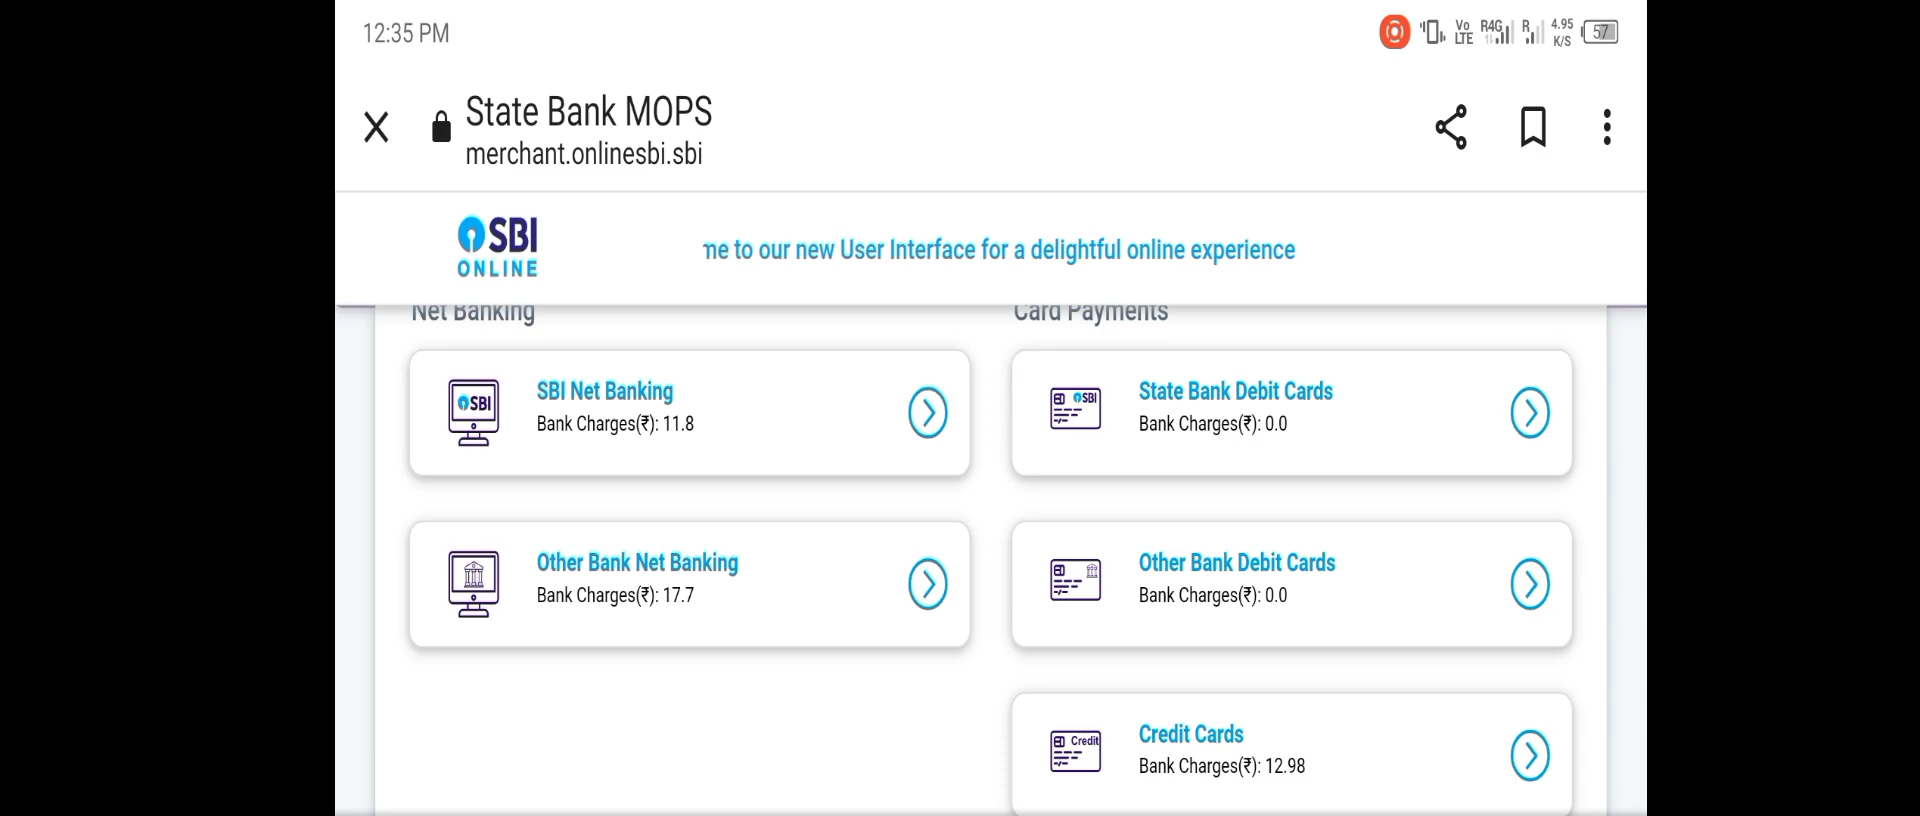 12:35 PM
Vo LTE R4G R 4.95 K/S 57
State Bank MOPS
merchant.onlinesbi.sbi
SBI
ONLINE
me to our new User Interface for a delightful online experience
Net Banking
Card Payments
SBI
SBI Net Banking
Bank Charges(₹): 11.8
SBI
State Bank Debit Cards
Bank Charges(₹): 0.0
Other Bank Net Banking
Bank Charges(₹): 17.7
Other Bank Debit Cards
Bank Charges(₹): 0.0
Credit
Credit Cards
Bank Charges(₹): 12.98